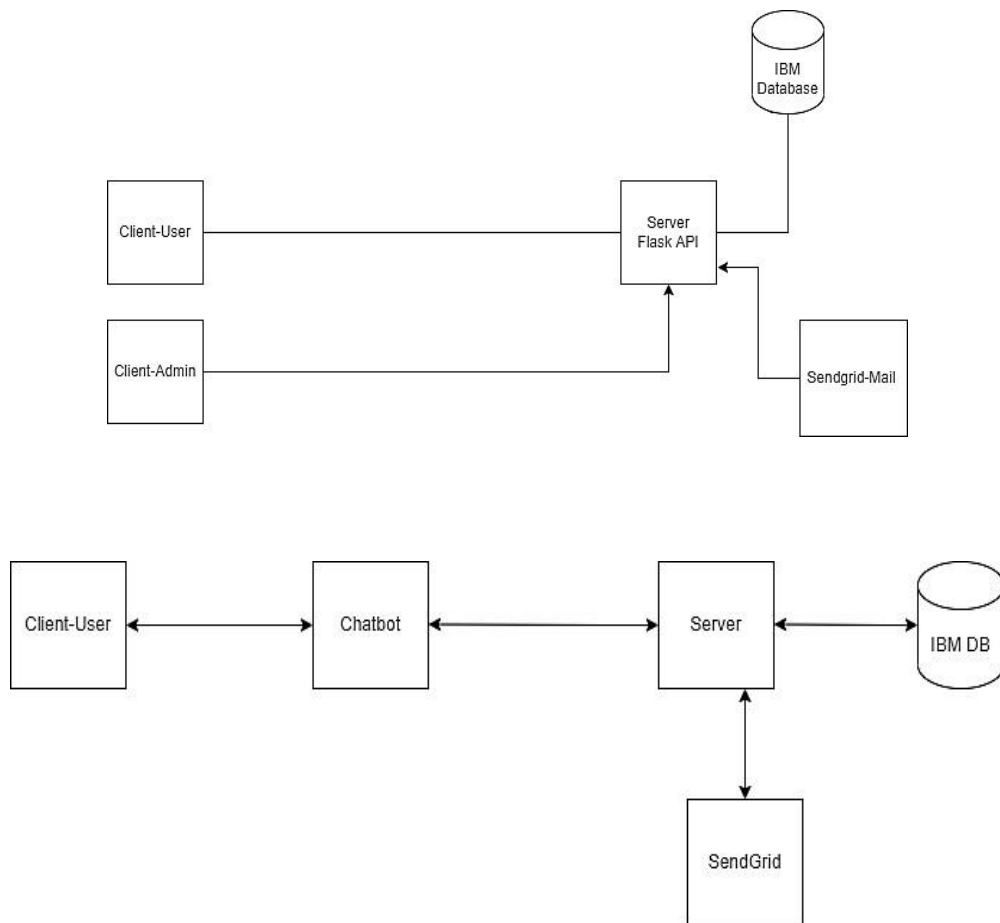 IBM
Database
Client-User
Server
Flask API
Client-Admin
Sendgrid-Mail
Client-User
Chatbot
Server
IBM DB
SendGrid